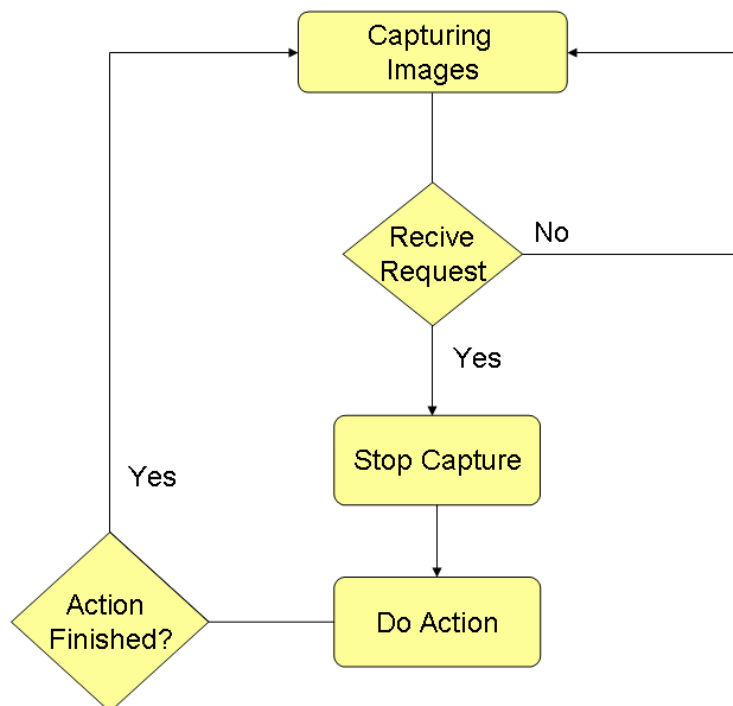 Capturing
Images
Recive
Request
No
Yes
Stop Capture
Yes
Do Action
Action
Finished?